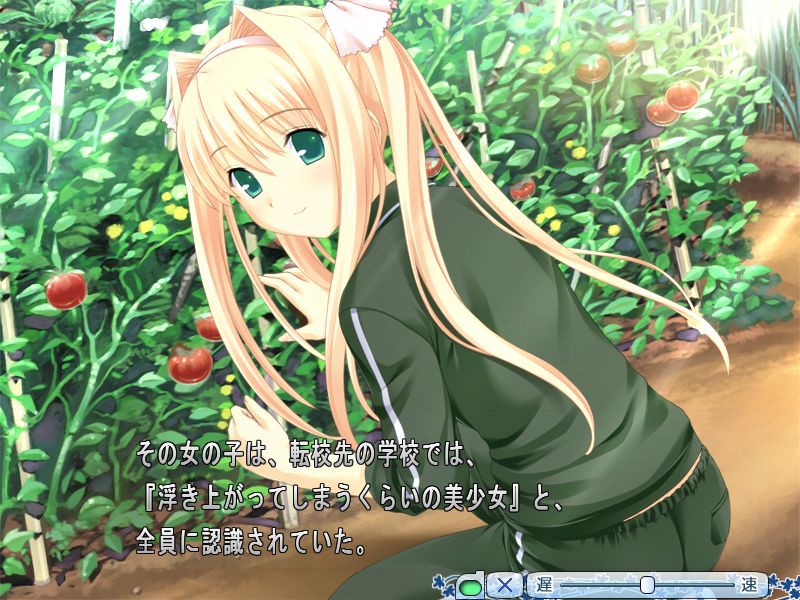 その女の子は、転校先の学校では、
『浮き上がってしまうくらいの美少女』と、
全員に認識されていた。
遅 速